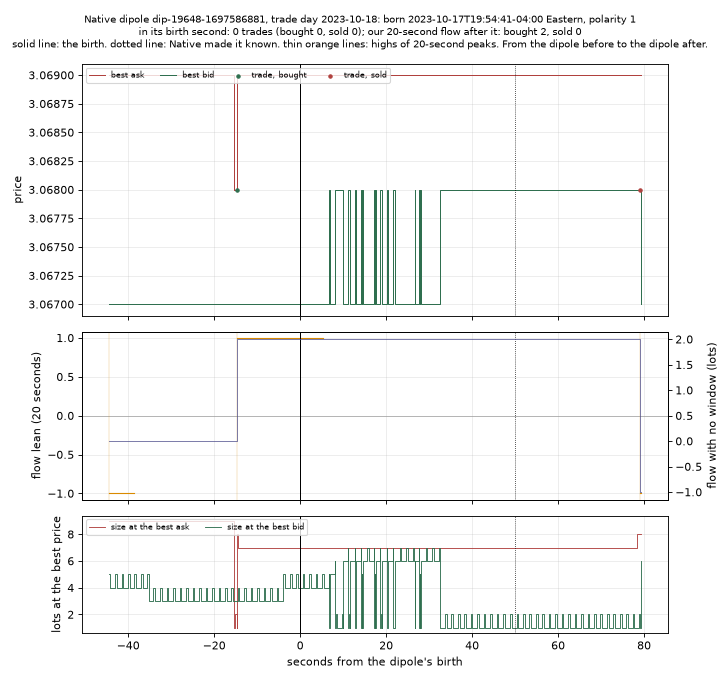 Native dipole dip-19648-1697586881, trade day 2023-10-18: born 2023-10-17T19:54:41-04:00 Eastern, polarity 1
in its birth second: 0 trades (bought 0, sold 0); our 20-second flow after it: bought 2, sold 0
solid line: the birth. dotted line: Native made it known. thin orange lines: highs of 20-second peaks. From the dipole before to the dipole after.
best ask best bid trade, bought trade, sold
3.06900
3.06875
3.06850
3.06825
3.06800
3.06775
3.06750
3.06725
3.06700
price
1.0
0.5
0.0
−0.5
−1.0
flow lean (20 seconds)
2.0
1.5
1.0
0.5
0.0
−0.5
−1.0
flow with no window (lots)
size at the best ask size at the best bid
8
6
4
2
lots at the best price
−40 −20 0 20 40 60 80
seconds from the dipole's birth